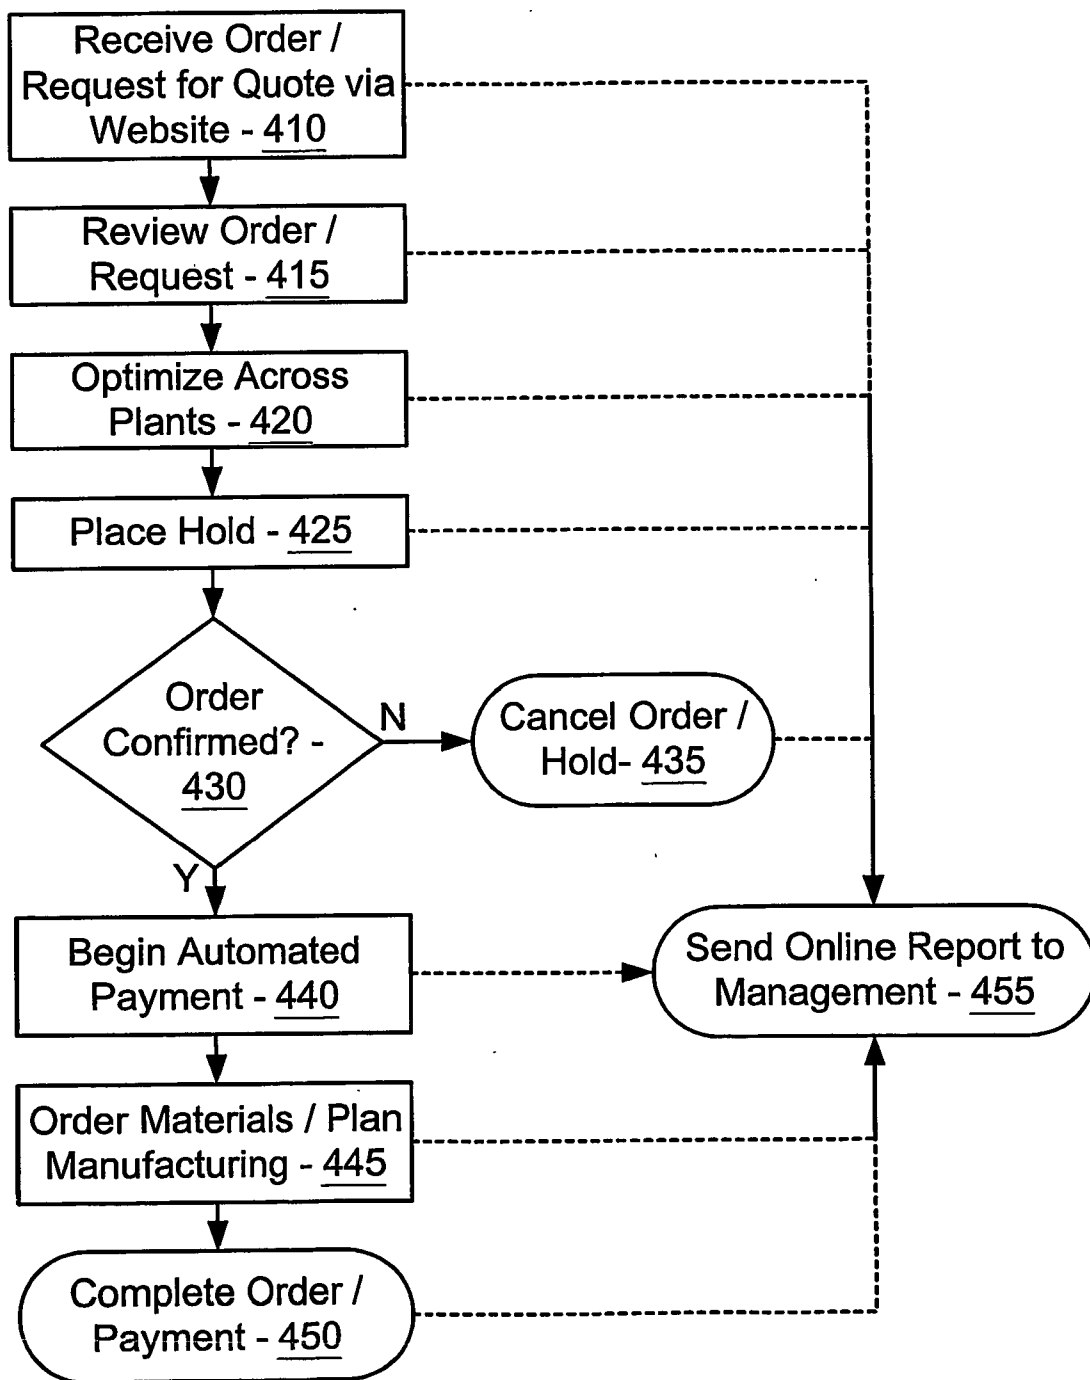 Receive Order /
Request for Quote via
Website - 410
Review Order /
Request - 415
Optimize Across
Plants - 420
Place Hold - 425
Order
Confirmed? -
430
N
Cancel Order /
Hold- 435
Y
Begin Automated
Payment - 440
Send Online Report to
Management - 455
Order Materials / Plan
Manufacturing - 445
Complete Order /
Payment - 450